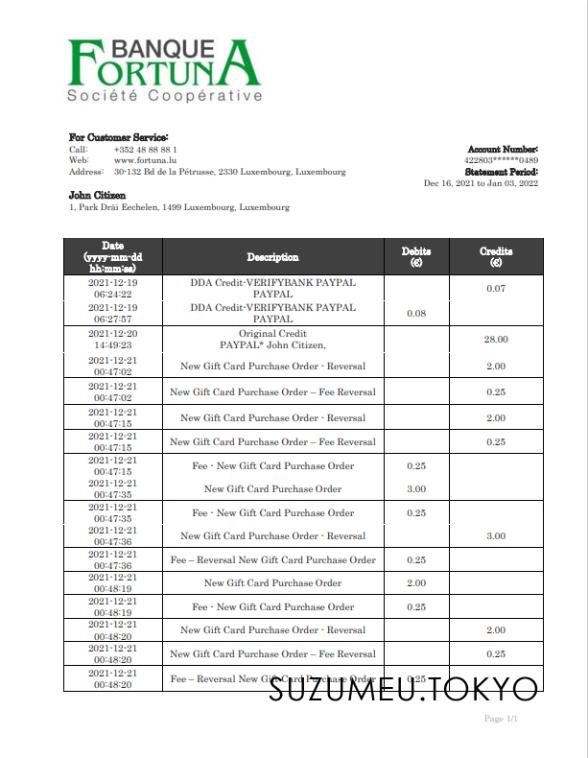 BANQUE
FORTUNA
Société Coopérative
For Customer Service:
Call: +352 48 88 88 1
Web: www.fortuna.lu
Address: 30-132 Bd de la Pétrusse, 2330 Luxembourg, Luxembourg
Account Number:
422803******0489
Statement Period:
Dec 16, 2021 to Jan 03, 2022
John Citizen
1, Park Dräi Eechelen, 1499 Luxembourg, Luxembourg
Date
(yyyy-mm-dd
hh:mm:ss)
Description
Debits
(€)
Credits
(€)
2021-12-19
06:24:22
DDA Credit-VERIFYBANK PAYPAL
PAYPAL
0.07
2021-12-19
06:27:57
DDA Credit-VERIFYBANK PAYPAL
PAYPAL
0.08
2021-12-20
14:49:23
Original Credit
PAYPAL* John Citizen,
28.00
2021-12-21
00:47:02
New Gift Card Purchase Order - Reversal
2.00
2021-12-21
00:47:02
New Gift Card Purchase Order – Fee Reversal
0.25
2021-12-21
00:47:15
New Gift Card Purchase Order - Reversal
2.00
2021-12-21
00:47:15
New Gift Card Purchase Order – Fee Reversal
0.25
2021-12-21
00:47:15
Fee - New Gift Card Purchase Order
0.25
2021-12-21
00:47:35
New Gift Card Purchase Order
3.00
2021-12-21
00:47:35
Fee - New Gift Card Purchase Order
0.25
2021-12-21
00:47:36
New Gift Card Purchase Order - Reversal
3.00
2021-12-21
00:47:36
Fee – Reversal New Gift Card Purchase Order
0.25
2021-12-21
00:48:19
New Gift Card Purchase Order
2.00
2021-12-21
00:48:19
Fee - New Gift Card Purchase Order
0.25
2021-12-21
00:48:20
New Gift Card Purchase Order - Reversal
2.00
2021-12-21
00:48:20
New Gift Card Purchase Order – Fee Reversal
0.25
2021-12-21
00:48:20
Fee – Reversal New Gift Card Purchase Order
0.25
SUZUMEU.TOKYO
Page 1/1